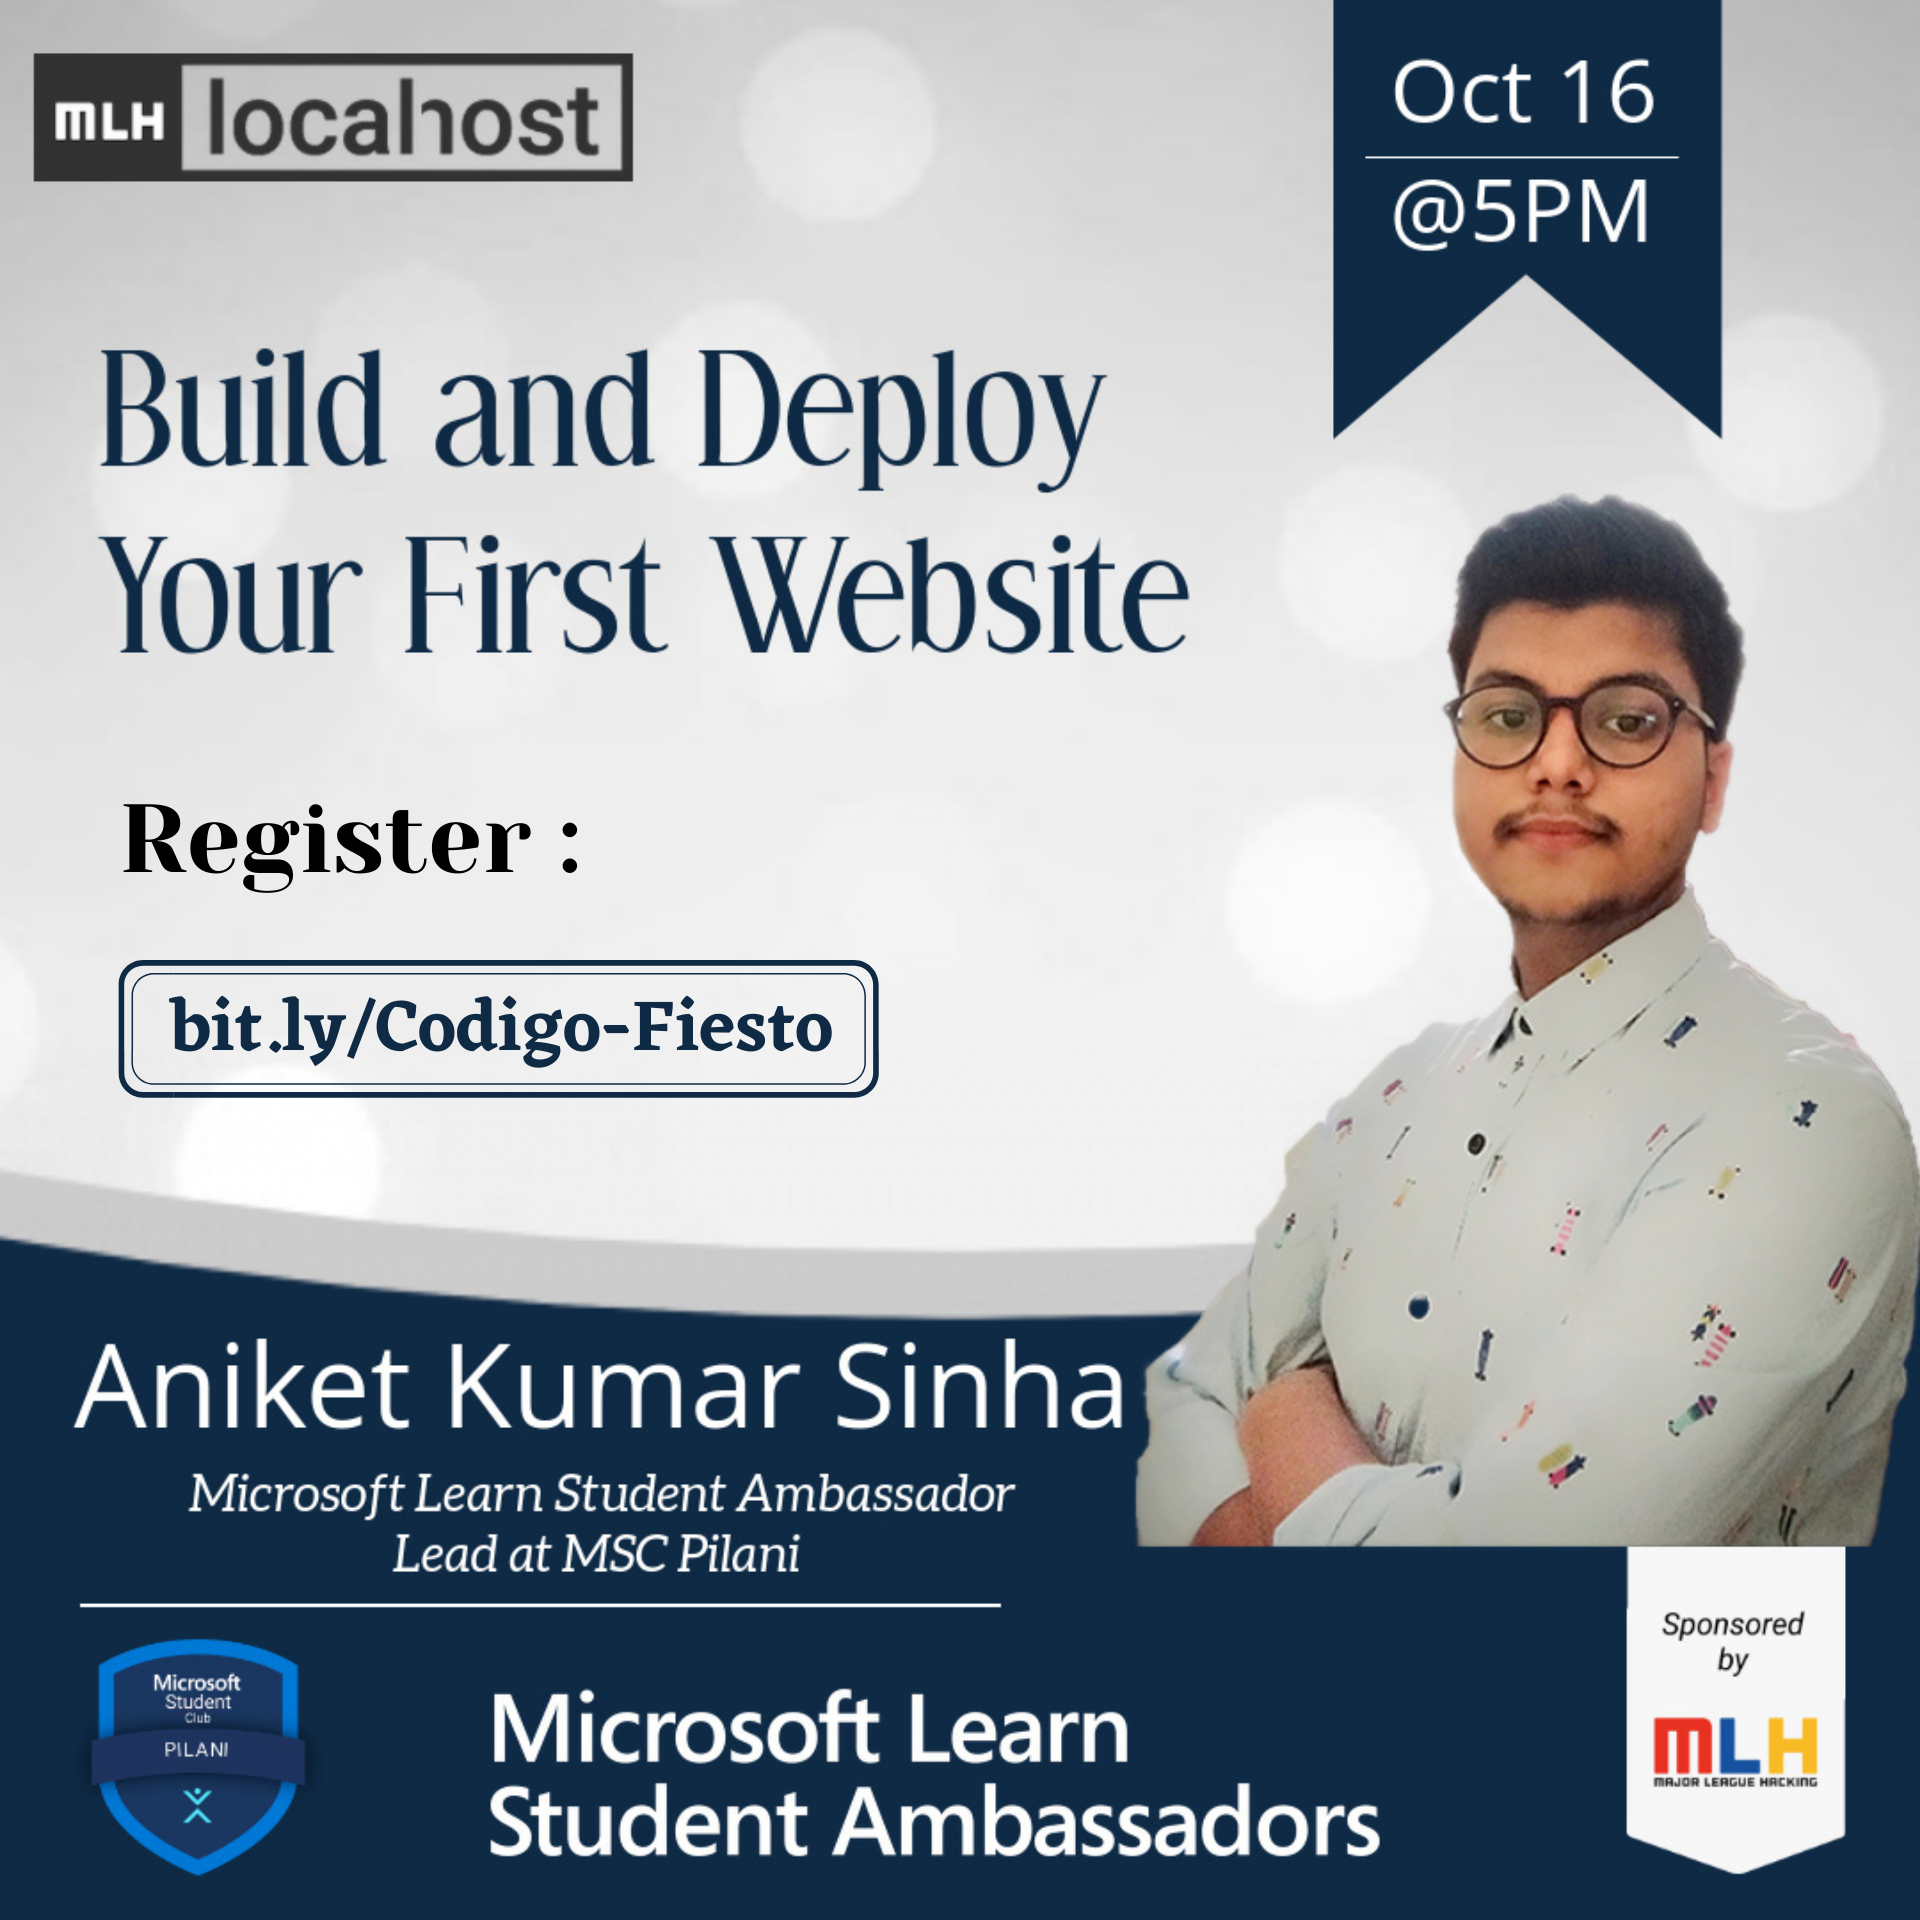 MLH localhost
Oct 16
@5PM
Build and Deploy
Your First Website
Register :
bit.ly/Codigo-Fiesto
Aniket Kumar Sinha
Microsoft Learn Student Ambassador
Lead at MSC Pilani
Microsoft
Student
Club
PILANI
Microsoft Learn
Student Ambassadors
Sponsored
by
MLH
MAJOR LEAGUE HACKING